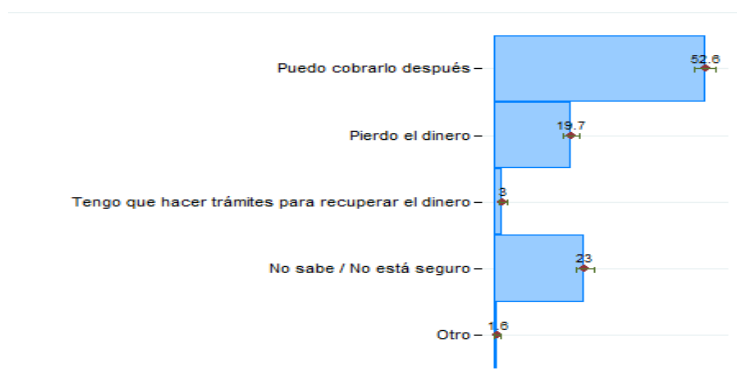 Puedo cobrarlo después 52.6
Pierdo el dinero 19.7
Tengo que hacer trámites para recuperar el dinero 3
No sabe / No está seguro 23
Otro 1.6